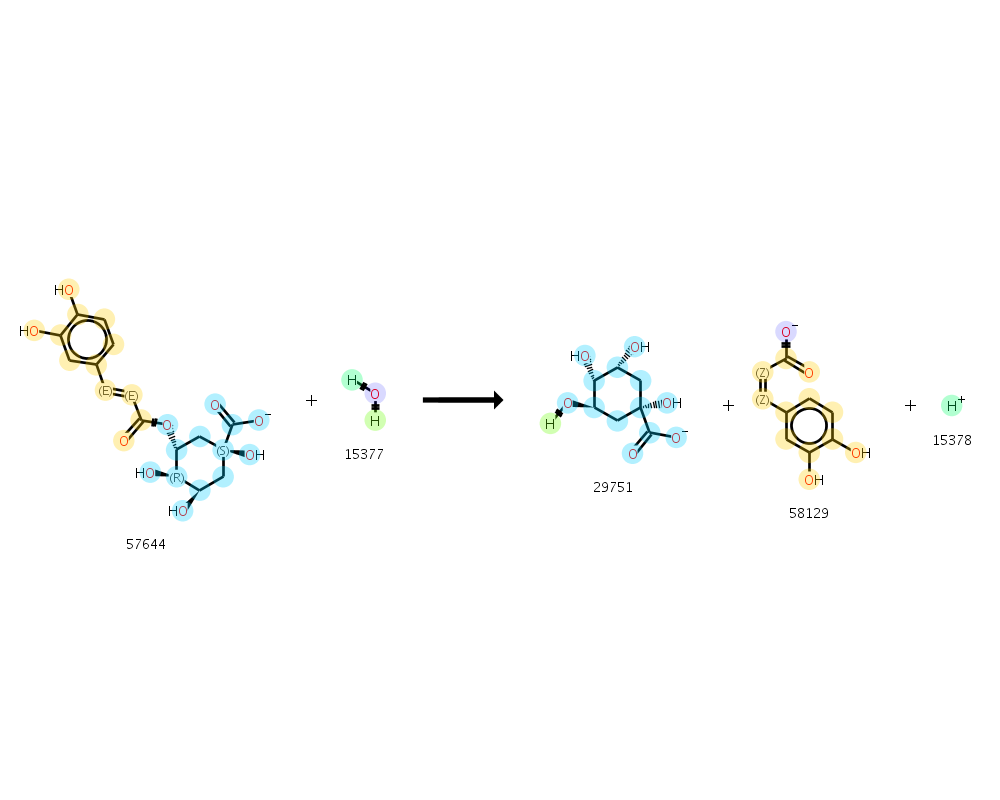 HO
HO
(E)
(E)
O
O
O
O⁻
HO
(R)
(S)
OH
HO
57644
+
H
O
H
15377
HO
OH
O
H
OH
O
O⁻
29751
+
O⁻
(Z)
O
(Z)
OH
OH
58129
+
H⁺
15378